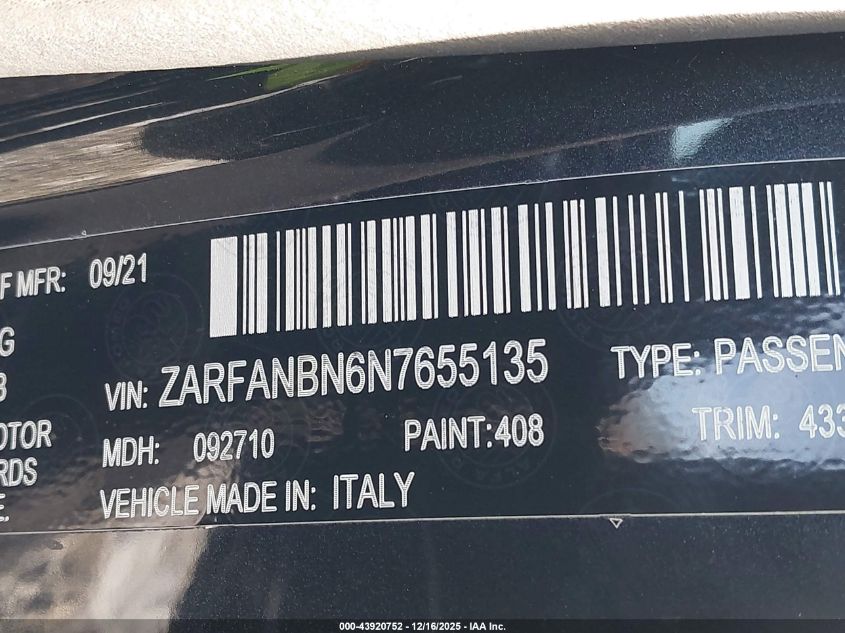 F MFR: 09/21
G
VIN: ZARFANBN6N7655135 TYPE: PASSEN
MOTOR MDH: 092710 PAINT:408 TRIM: 433
RDS
E. VEHICLE MADE IN: ITALY
000-43920752 - 12/16/2025 - IAA Inc.